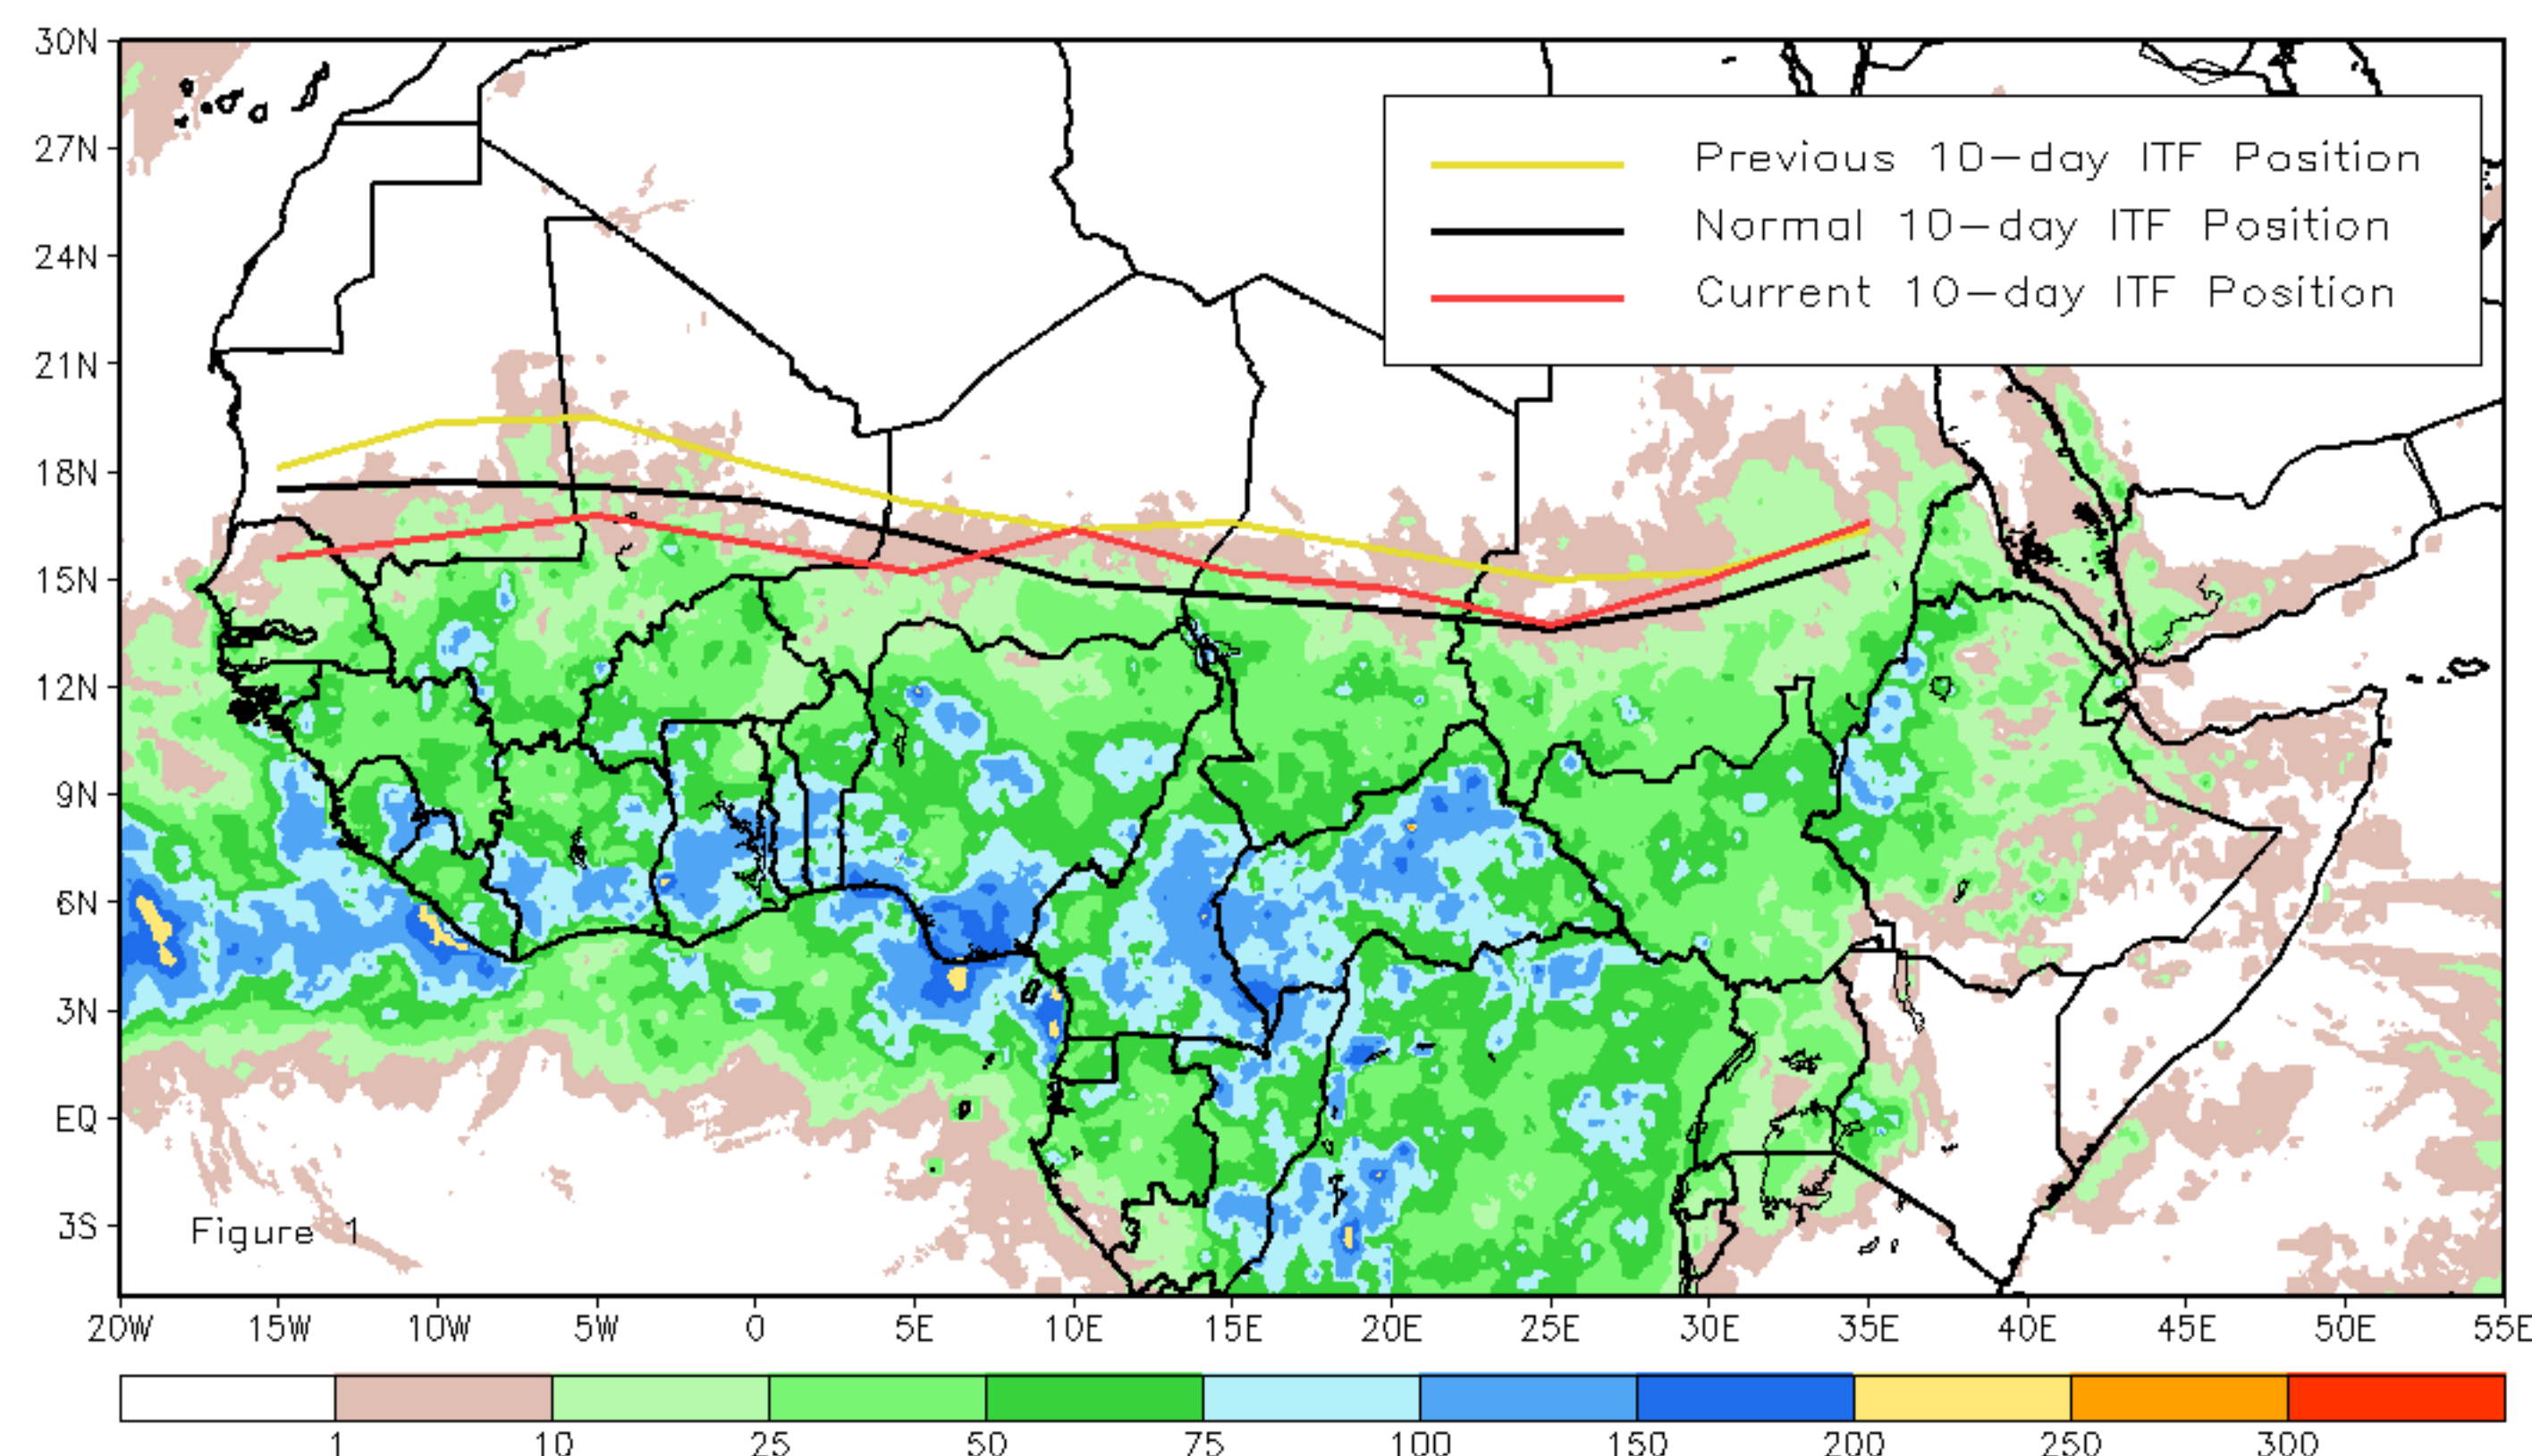 30N
27N
24N
21N
18N
15N
12N
9N
6N
3N
EQ
3S
Previous 10-day ITF Position
Normal 10-day ITF Position
Current 10-day ITF Position
Figure 1
20W 15W 10W 5W 0 5E 10E 15E 20E 25E 30E 35E 40E 45E 50E 55E
1 10 25 50 75 100 150 200 250 300